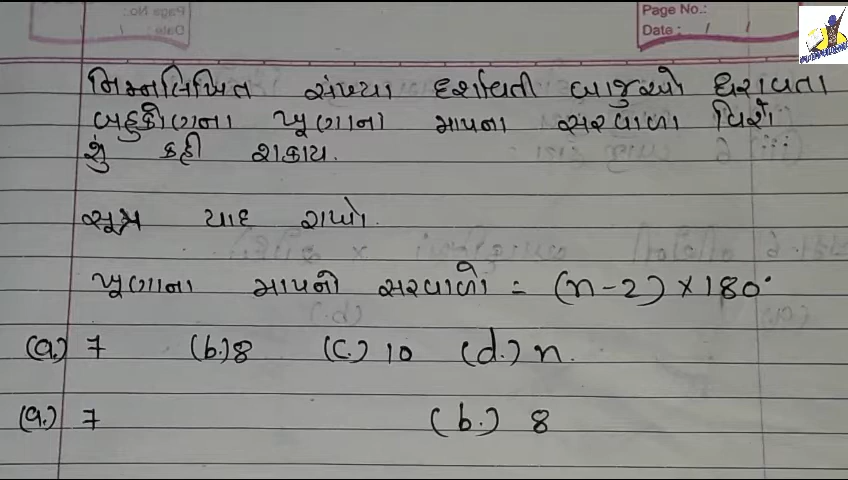 Page No.:
Date : / /
નિમ્નલિખિત સંખ્યા દર્શાવતી બાજુઓ ધરાવતા
બહુકોણના ખૂણાના માપના સરવાળા વિશે
શું કહી શકાય.
સૂત્ર યાદ રાખો.
ખૂણાના માપનો સરવાળો = (n-2) × 180°
(a.) 7 (b.) 8 (c.) 10 (d.) n.
(a.) 7 (b.) 8